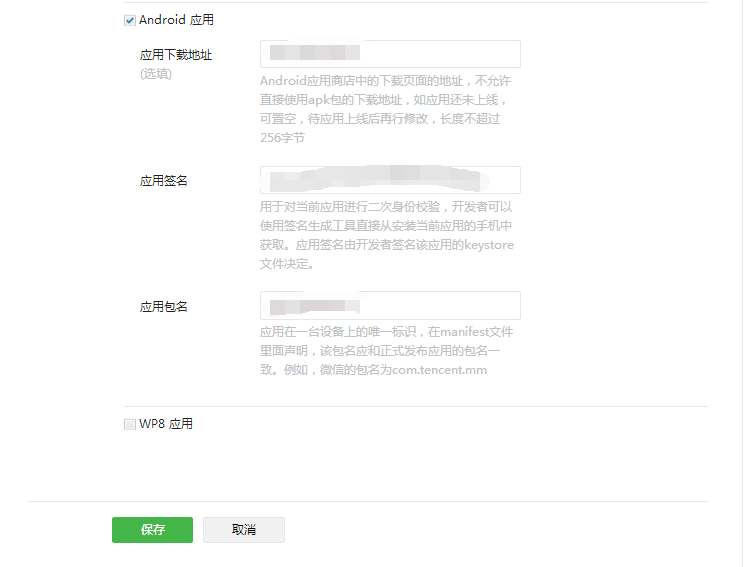 Android 应用
应用下载地址
(选填)
Android应用商店中的下载页面的地址，不允许
直接使用apk包的下载地址，如应用还未上线，
可置空，待应用上线后再行修改，长度不超过
256字节
应用签名
用于对当前应用进行二次身份校验，开发者可以
使用签名生成工具直接从安装当前应用的手机中
获取。应用签名由开发者签名该应用的keystore
文件决定。
应用包名
应用在一台设备上的唯一标识，在manifest文件
里面声明，该包名应和正式发布应用的包名一
致。例如，微信的包名为com.tencent.mm
WP8 应用
保存
取消